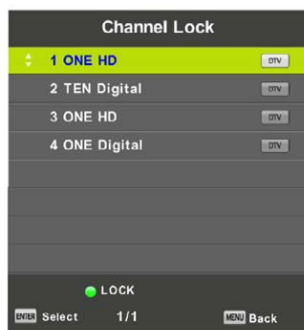 Channel Lock
1 ONE HD DTV
2 TEN Digital DTV
3 ONE HD DTV
4 ONE Digital DTV
LOCK
ENTER Select 1/1 MENU Back